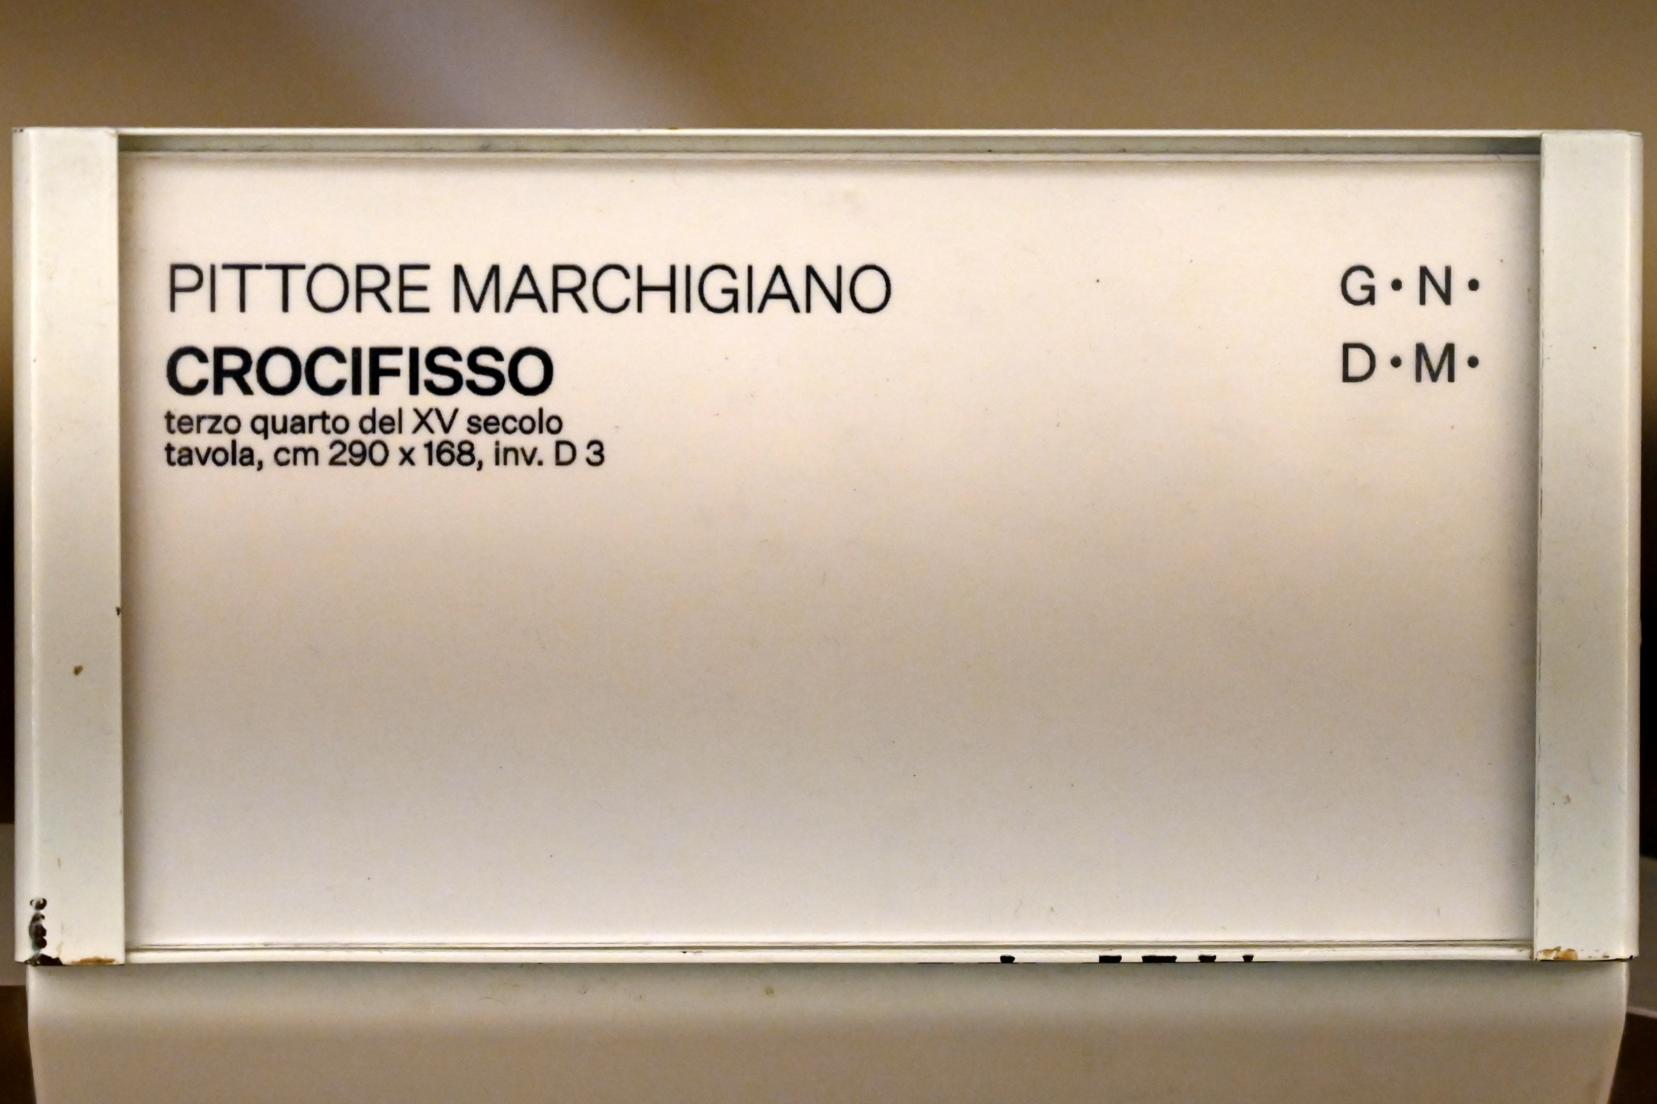 PITTORE MARCHIGIANO
CROCIFISSO
terzo quarto del XV secolo
tavola, cm 290 x 168, inv. D 3
G·N·
D·M·